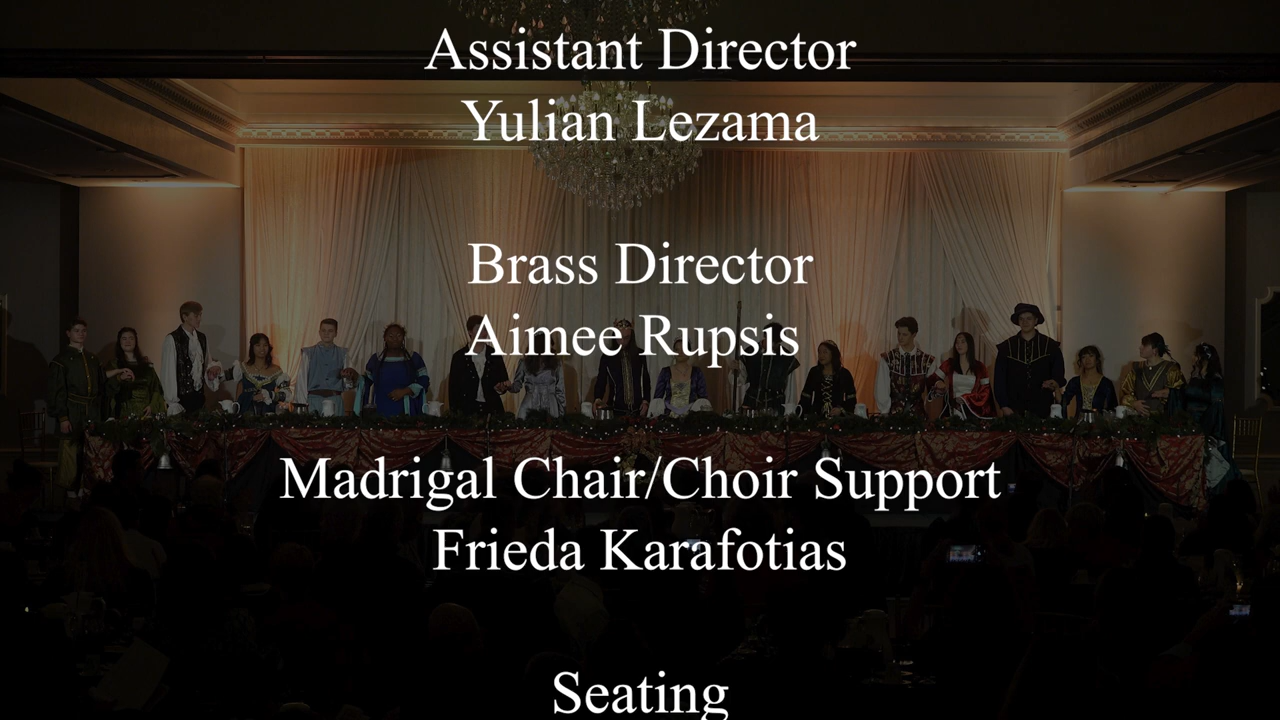 Assistant Director
Yulian Lezama
Brass Director
Aimee Rupsis
Madrigal Chair/Choir Support
Frieda Karafotias
Seating